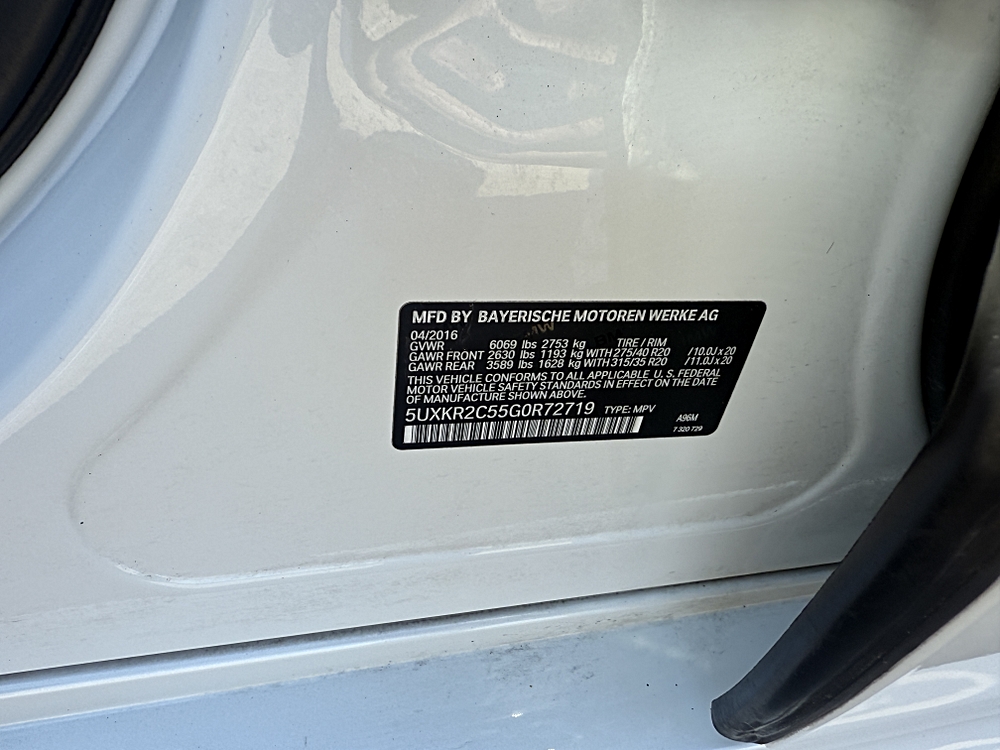 MFD BY BAYERISCHE MOTOREN WERKE AG
04/2016
GVWR 6069 lbs 2753 kg TIRE / RIM
GAWR FRONT 2630 lbs 1193 kg WITH 275/40 R20 /10.0J x 20
GAWR REAR 3589 lbs 1628 kg WITH 315/35 R20 /11.0J x 20
THIS VEHICLE CONFORMS TO ALL APPLICABLE U. S. FEDERAL
MOTOR VEHICLE SAFETY STANDARDS IN EFFECT ON THE DATE
OF MANUFACTURE SHOWN ABOVE.
5UXKR2C55G0R72719 TYPE: MPV
A96M
7 320 729